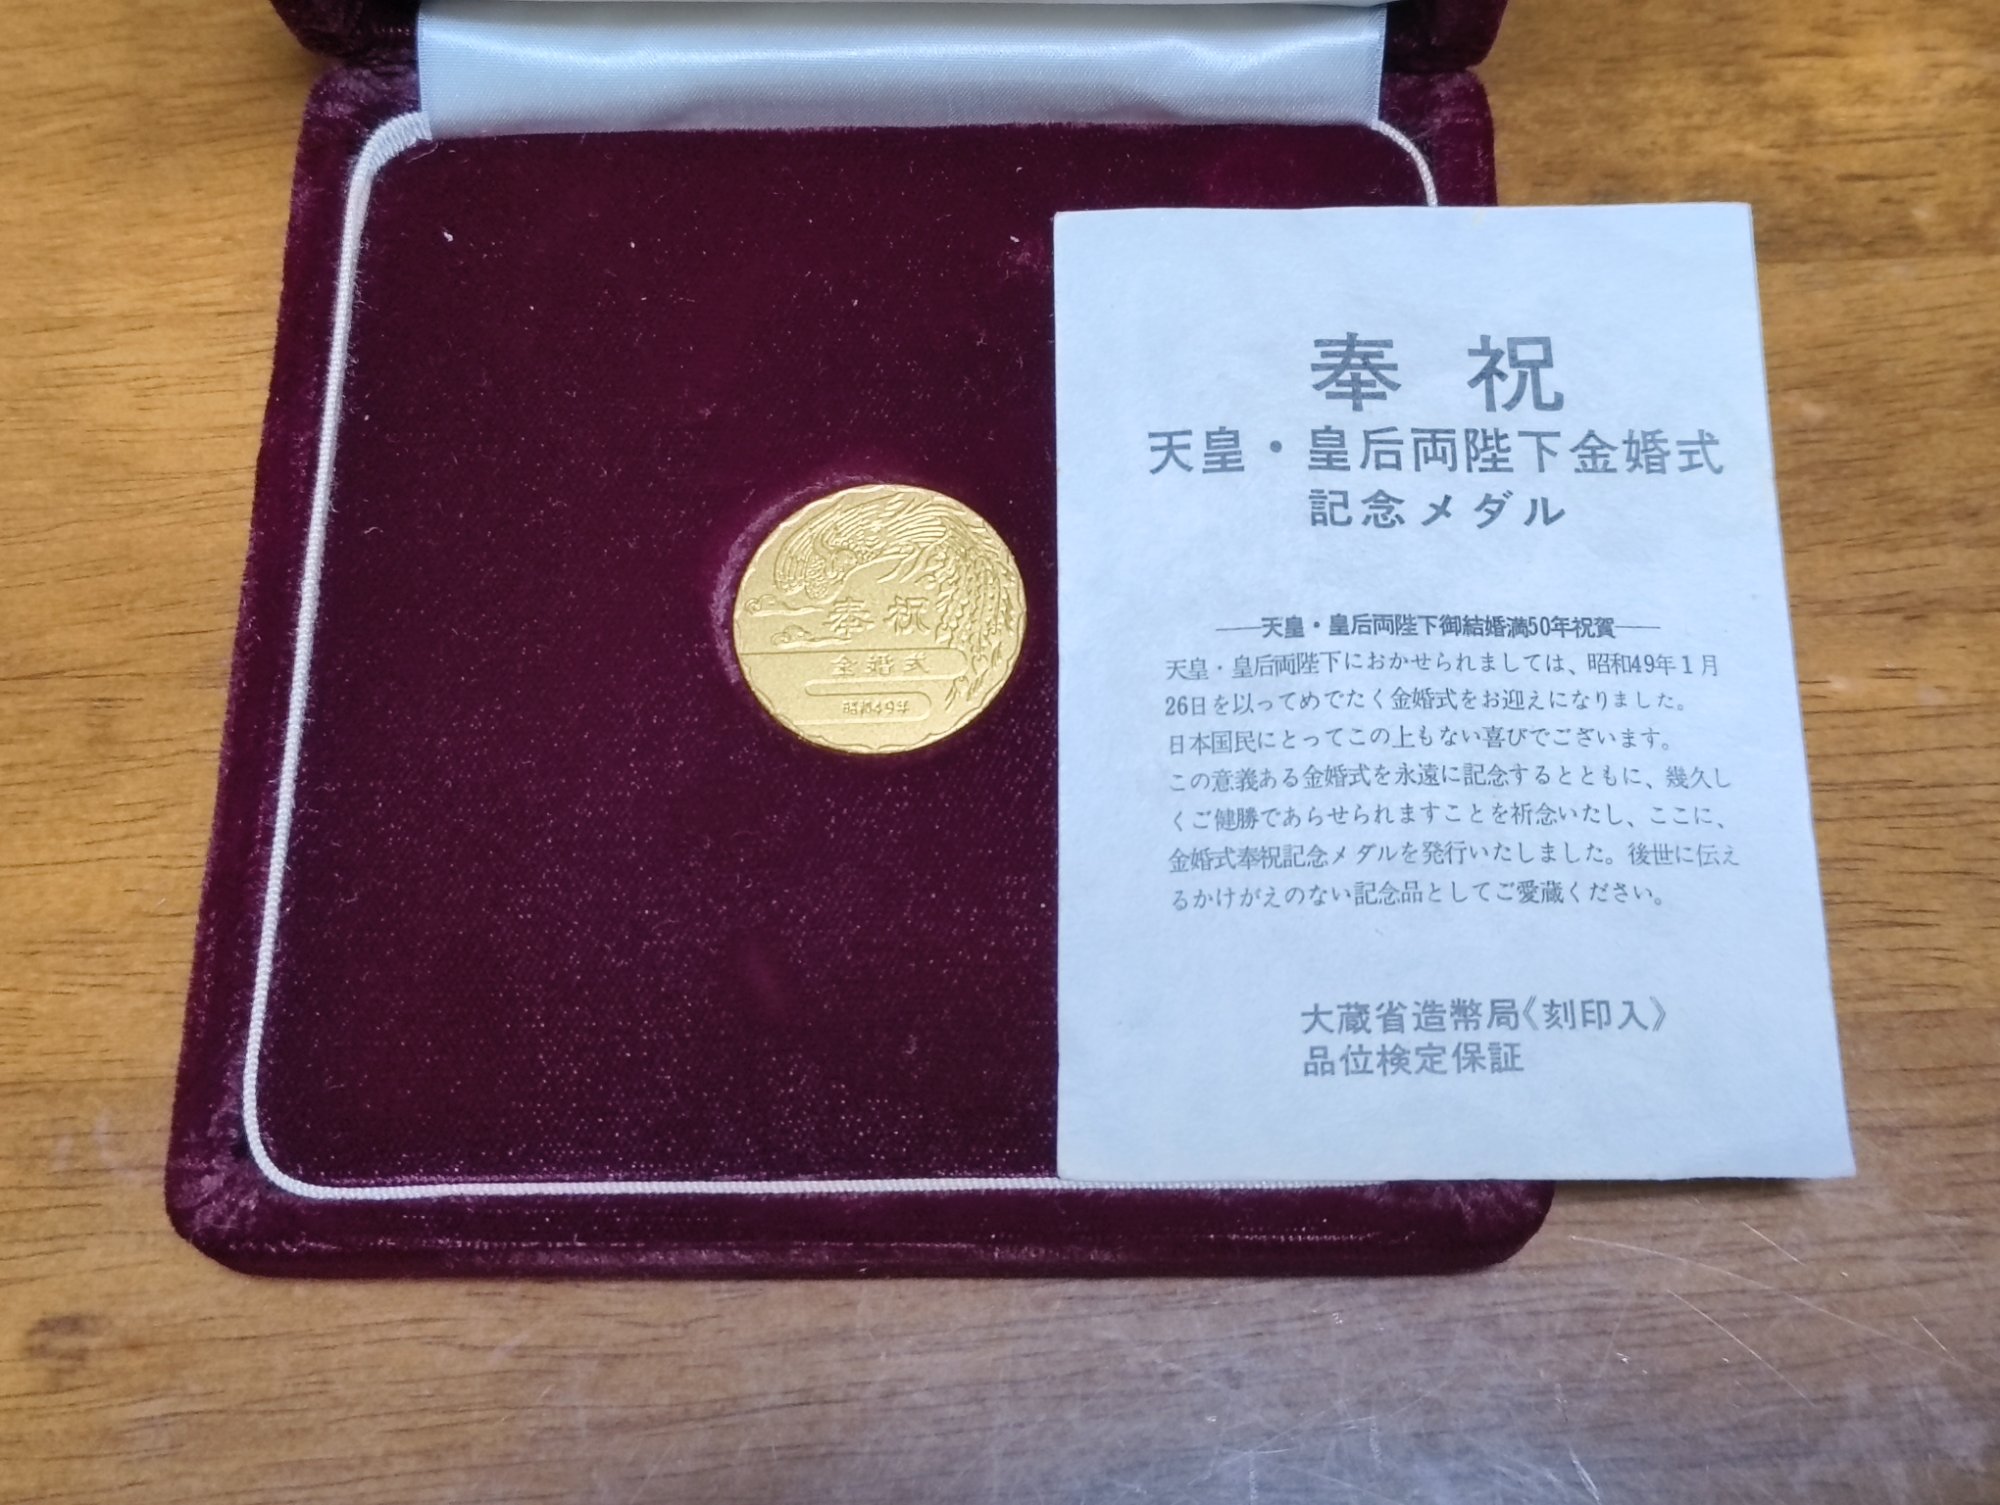 奉祝
金婚式
昭和49年
奉祝
天皇・皇后両陛下金婚式
記念メダル
──天皇・皇后両陛下御結婚満50年祝賀──
天皇・皇后両陛下におかせられましては、昭和49年1月
26日を以ってめでたく金婚式をお迎えになりました。
日本国民にとってこの上もない喜びでございます。
この意義ある金婚式を永遠に記念するとともに、幾久し
くご健勝であらせられますことを祈念いたし、ここに、
金婚式奉祝記念メダルを発行いたしました。後世に伝え
るかけがえのない記念品としてご愛蔵ください。
大蔵省造幣局《刻印入》
品位検定保証